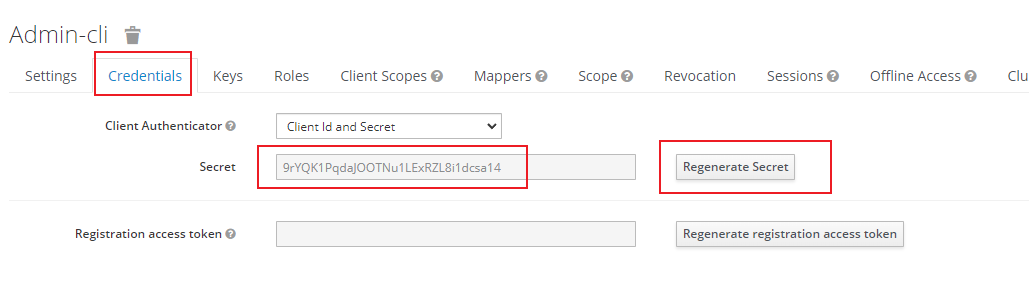 Admin-cli
Settings Credentials Keys Roles Client Scopes Mappers Scope Revocation Sessions Offline Access Clu
Client Authenticator Client Id and Secret
Secret 9rYQK1PqdaJOOTNu1LExRZL8i1dcsa14 Regenerate Secret
Registration access token Regenerate registration access token